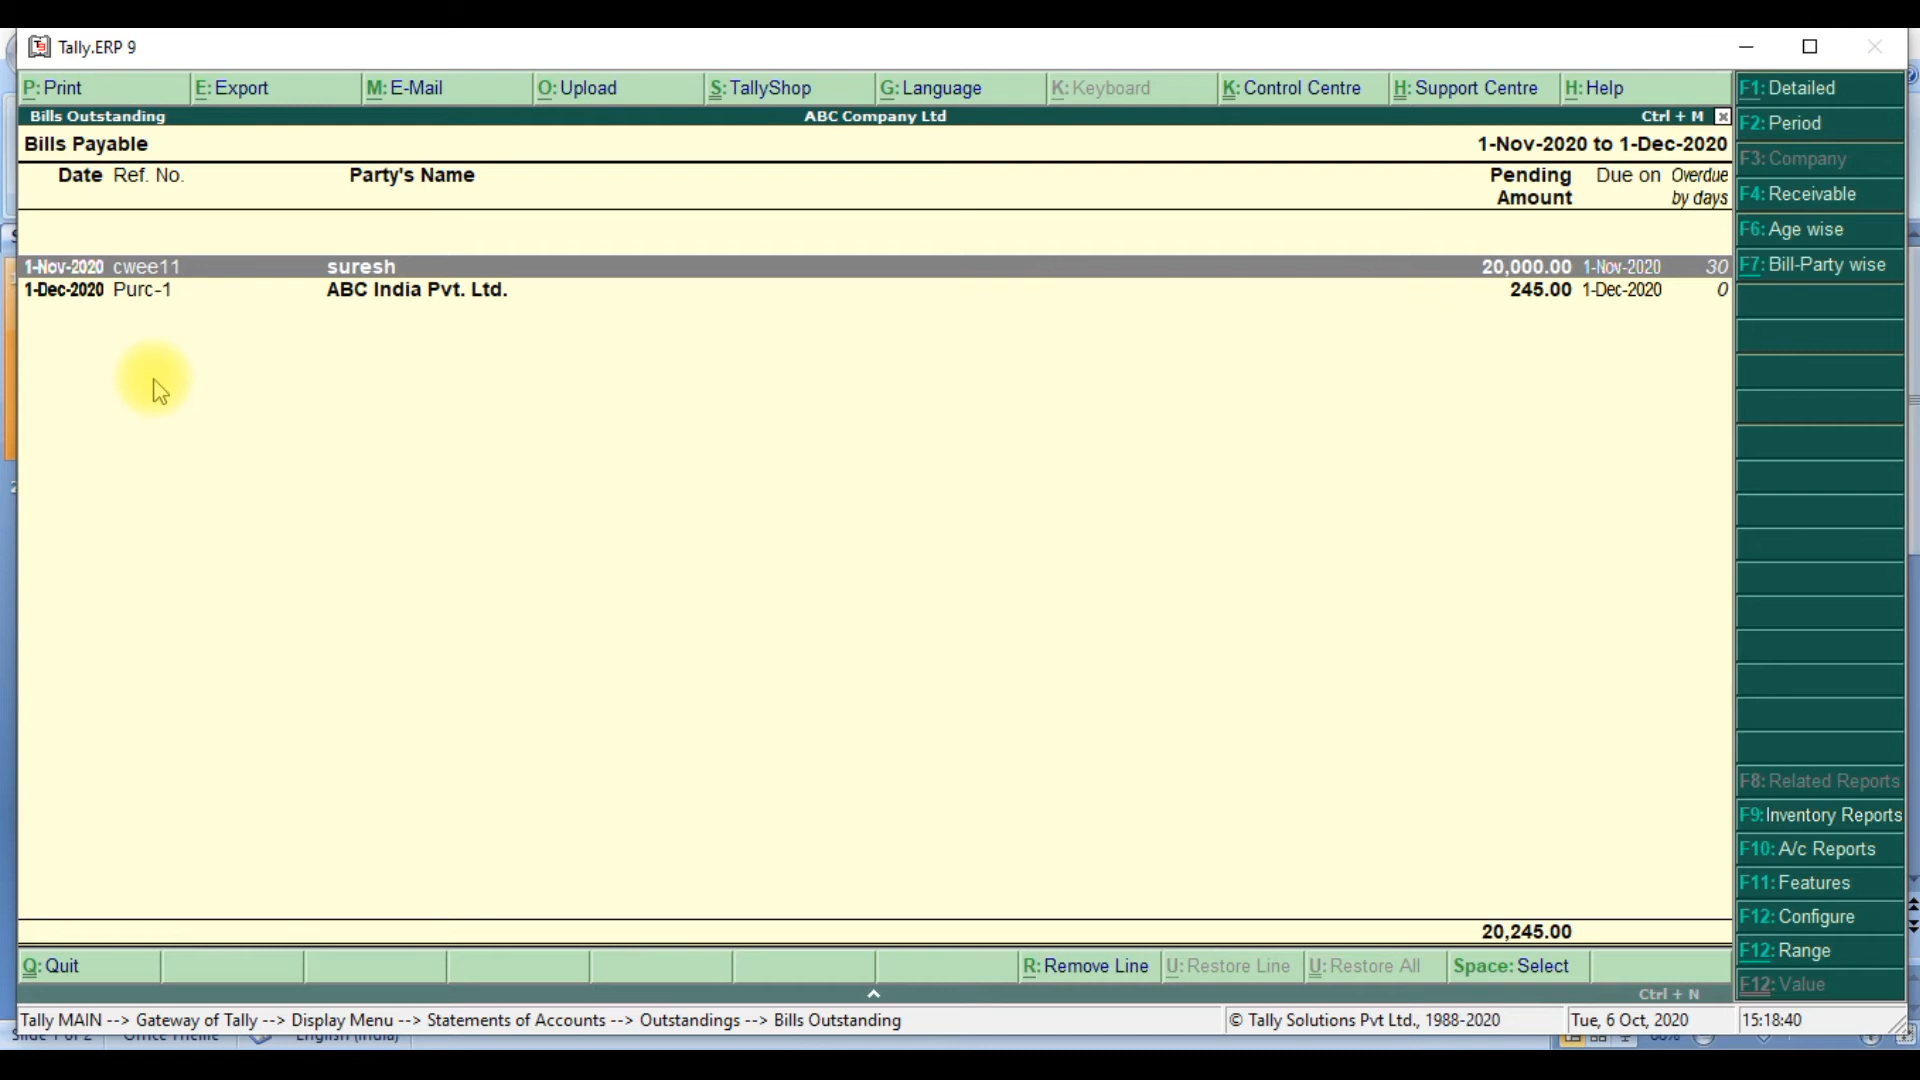 Tally.ERP 9
P: Print E: Export M: E-Mail O: Upload S: TallyShop G: Language K: Keyboard K: Control Centre H: Support Centre H: Help
F1: Detailed
Bills Outstanding ABC Company Ltd Ctrl + M
F2: Period
Bills Payable 1-Nov-2020 to 1-Dec-2020
F3: Company
Date Ref. No. Party's Name Pending Amount Due on Overdue by days
F4: Receivable
F6: Age wise
1-Nov-2020 cwee11 suresh 20,000.00 1-Nov-2020 30
F7: Bill-Party wise
1-Dec-2020 Purc-1 ABC India Pvt. Ltd. 245.00 1-Dec-2020 0
F8: Related Reports
F9: Inventory Reports
F10: A/c Reports
F11: Features
F12: Configure
20,245.00
F12: Range
Q: Quit R: Remove Line U: Restore Line U: Restore All Space: Select
F12: Value
Ctrl + N
Tally MAIN --> Gateway of Tally --> Display Menu --> Statements of Accounts --> Outstandings --> Bills Outstanding © Tally Solutions Pvt Ltd., 1988-2020 Tue, 6 Oct, 2020 15:18:40